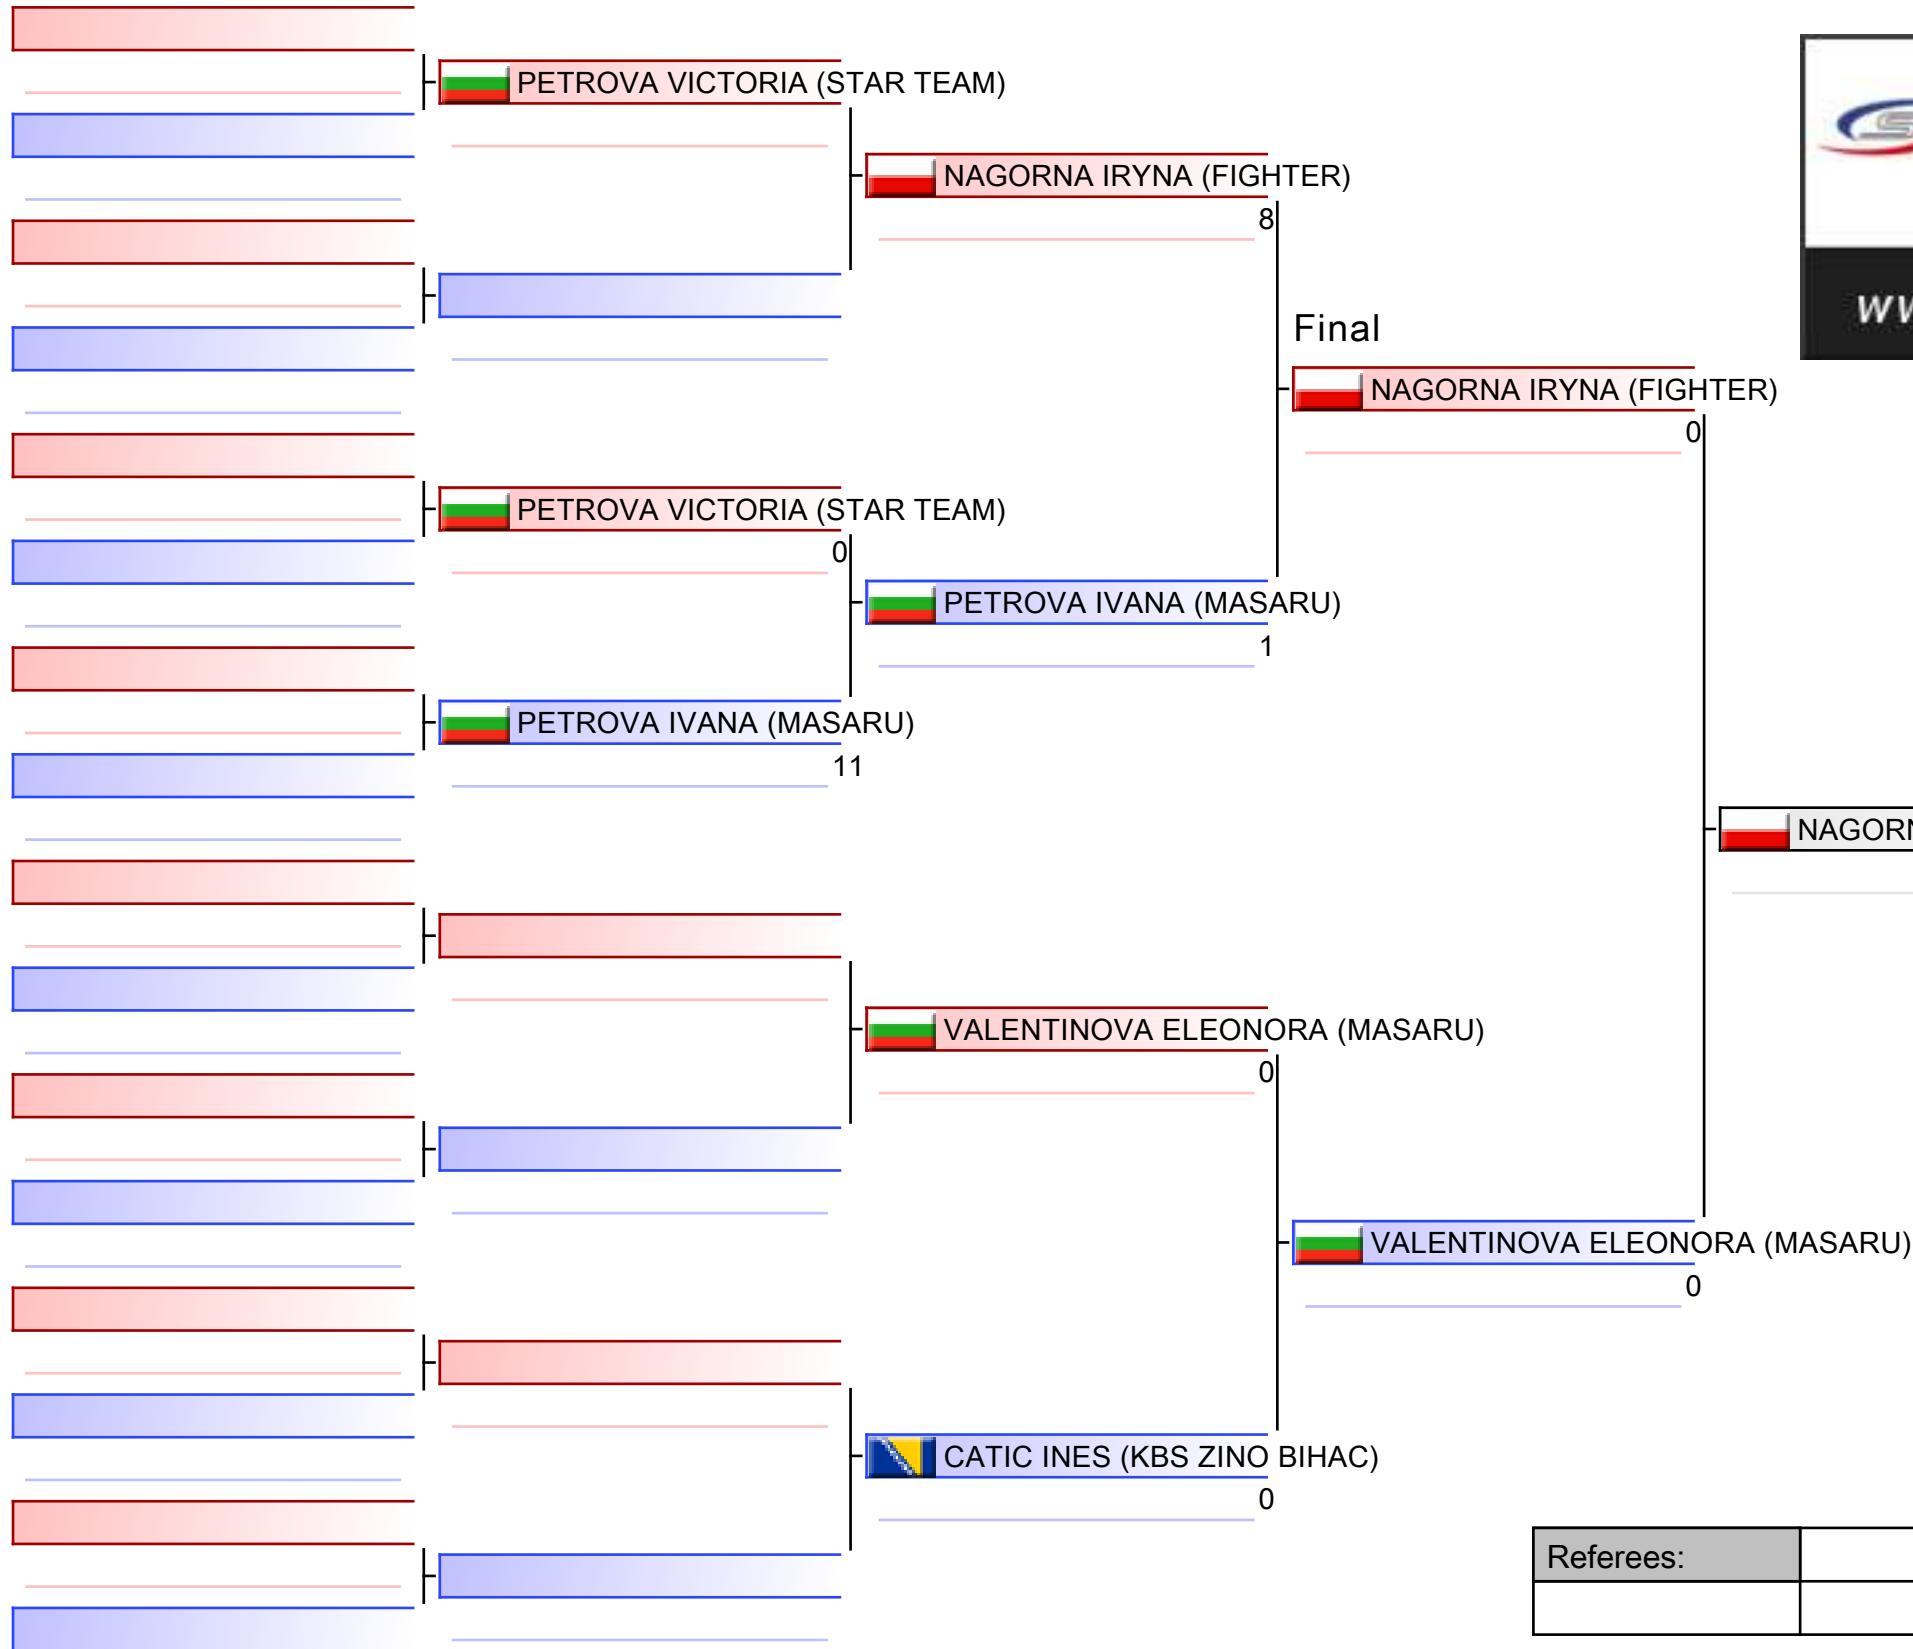 PETROVA VICTORIA (STAR TEAM)
NAGORNA IRYNA (FIGHTER)
8
Final
NAGORNA IRYNA (FIGHTER)
0
PETROVA VICTORIA (STAR TEAM)
0
PETROVA IVANA (MASARU)
1
PETROVA IVANA (MASARU)
11
VALENTINOVA ELEONORA (MASARU)
0
VALENTINOVA ELEONORA (MASARU)
0
CATIC INES (KBS ZINO BIHAC)
0
Referees: